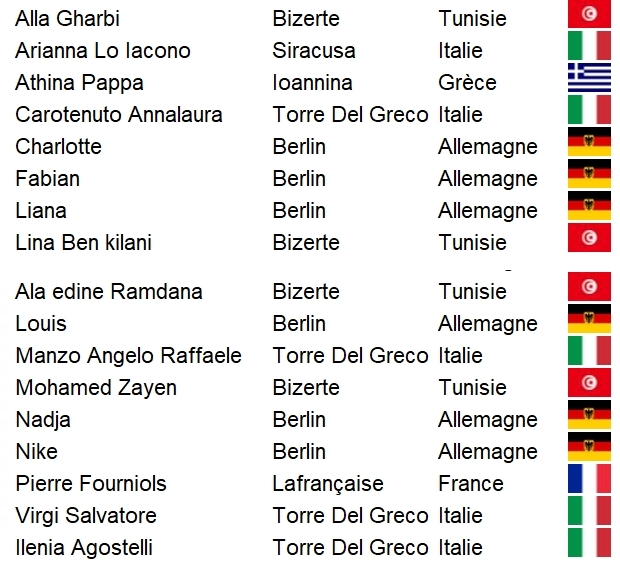 Alla Gharbi Bizerte Tunisie
Arianna Lo Iacono Siracusa Italie
Athina Pappa Ioannina Grèce
Carotenuto Annalaura Torre Del Greco Italie
Charlotte Berlin Allemagne
Fabian Berlin Allemagne
Liana Berlin Allemagne
Lina Ben kilani Bizerte Tunisie
Ala edine Ramdana Bizerte Tunisie
Louis Berlin Allemagne
Manzo Angelo Raffaele Torre Del Greco Italie
Mohamed Zayen Bizerte Tunisie
Nadja Berlin Allemagne
Nike Berlin Allemagne
Pierre Fourniols Lafrançaise France
Virgi Salvatore Torre Del Greco Italie
Ilenia Agostelli Torre Del Greco Italie